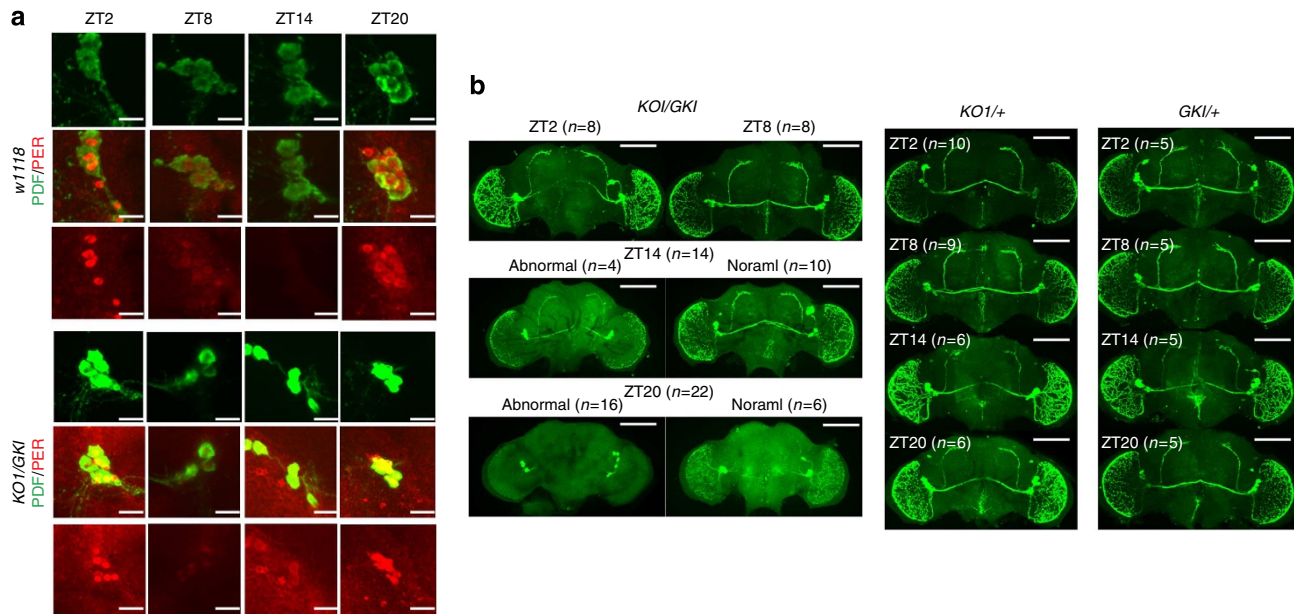 a
ZT2 ZT8 ZT14 ZT20
w1118
PDF/PER
KO1/GKI
PDF/PER
b
KOI/GKI
ZT2 (n=8) ZT8 (n=8)
ZT14 (n=14)
Abnormal (n=4) Noraml (n=10)
ZT20 (n=22)
Abnormal (n=16) Noraml (n=6)
KO1/+
ZT2 (n=10)
ZT8 (n=9)
ZT14 (n=6)
ZT20 (n=6)
GKI/+
ZT2 (n=5)
ZT8 (n=5)
ZT14 (n=5)
ZT20 (n=5)